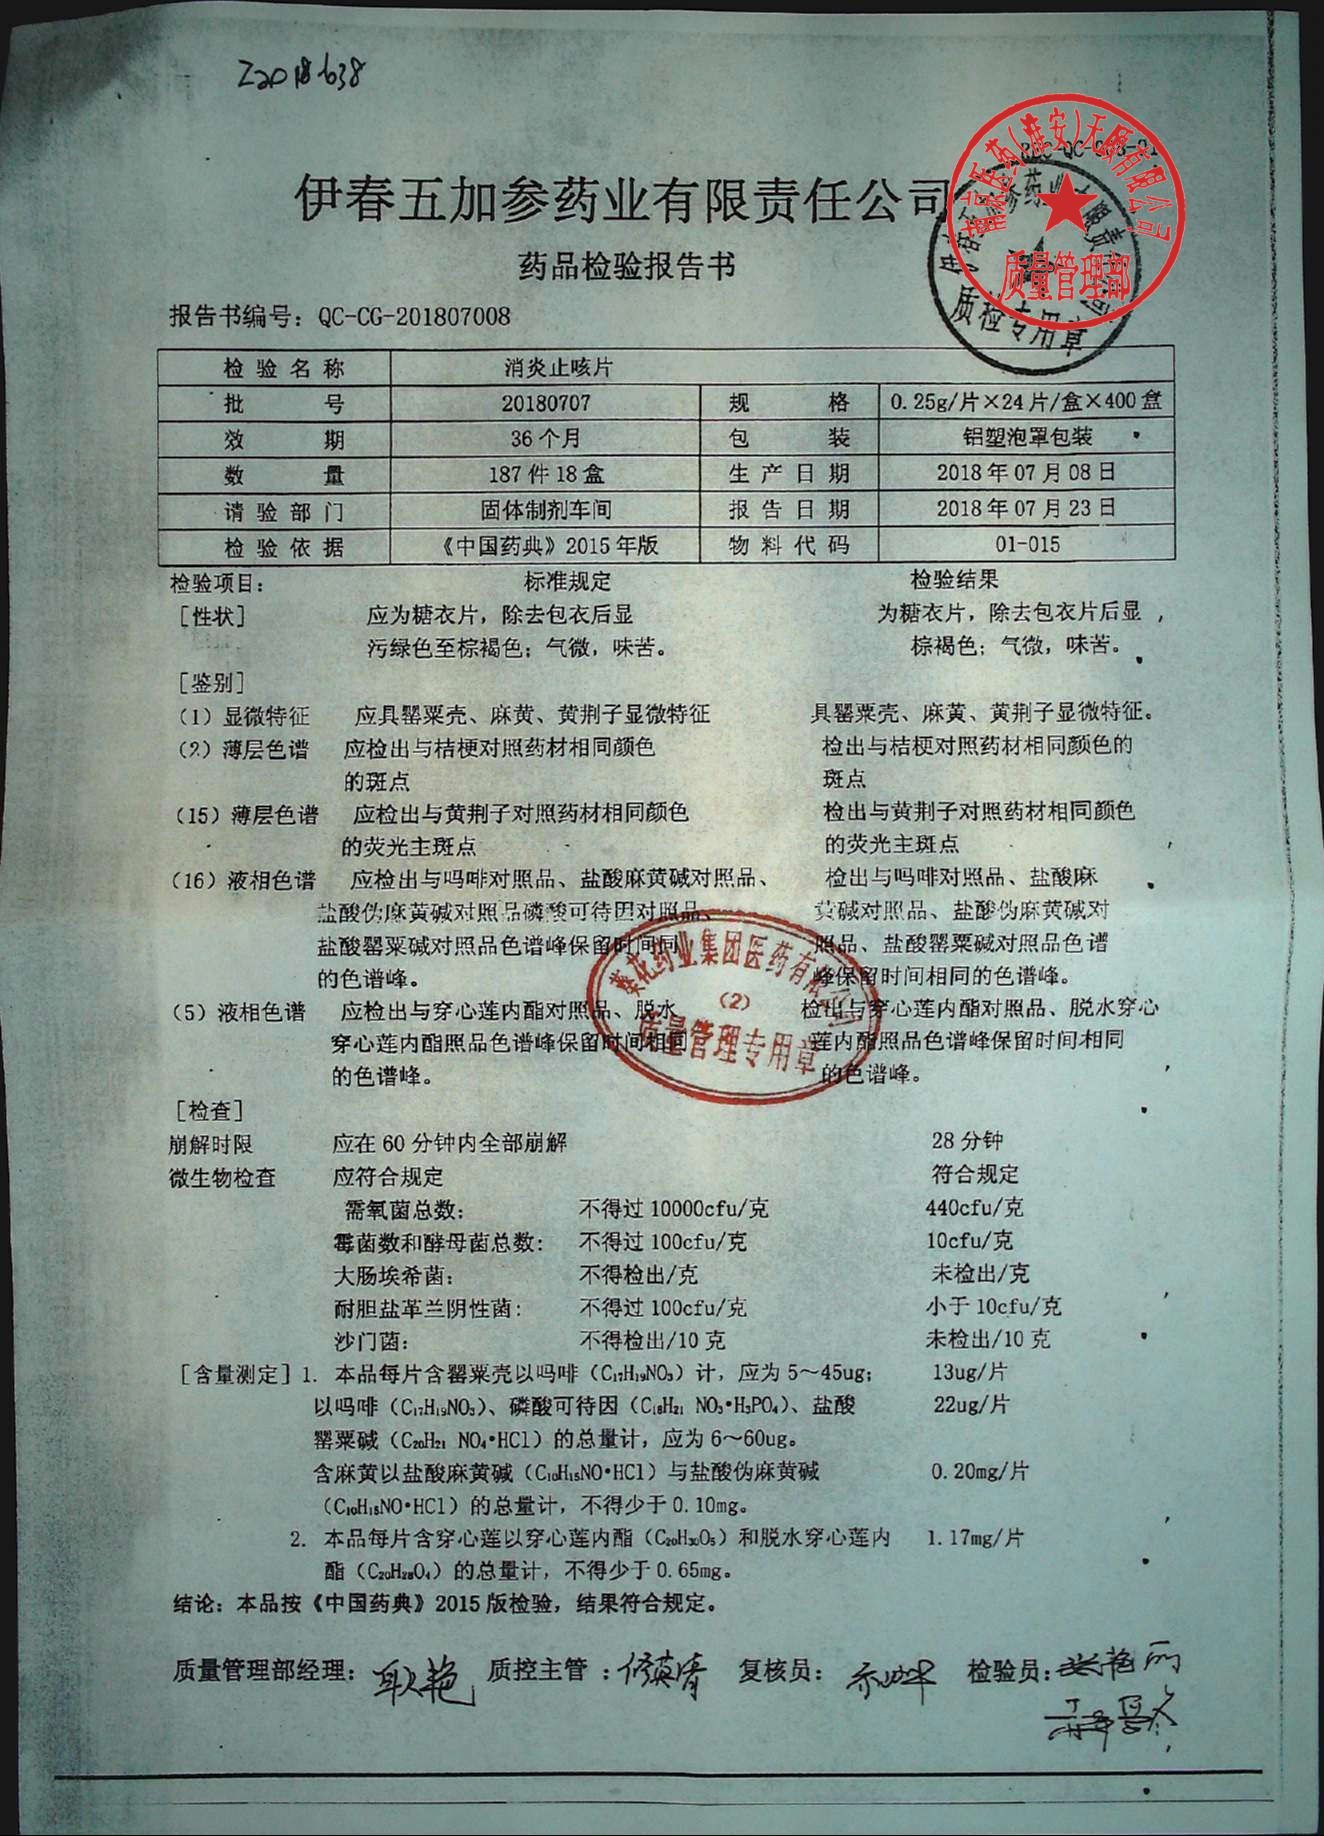 Z2018638
伊春五加参药业有限责任公司
药品检验报告书
质量管理部
质检专用章
报告书编号：QC-CG-201807008
检验名称 消炎止咳片
批号 20180707 规格 0.25g/片×24片/盒×400盒
效期 36个月 包装 铝塑泡罩包装
数量 187件18盒 生产日期 2018年07月08日
请验部门 固体制剂车间 报告日期 2018年07月23日
检验依据 《中国药典》2015年版 物料代码 01-015
检验项目： 标准规定 检验结果
［性状］ 应为糖衣片，除去包衣后显 为糖衣片，除去包衣片后显
污绿色至棕褐色；气微，味苦。 棕褐色；气微，味苦。
［鉴别］
（1）显微特征 应具罂粟壳、麻黄、黄荆子显微特征 具罂粟壳、麻黄、黄荆子显微特征。
（2）薄层色谱 应检出与桔梗对照药材相同颜色 检出与桔梗对照药材相同颜色的
的斑点 斑点
（15）薄层色谱 应检出与黄荆子对照药材相同颜色 检出与黄荆子对照药材相同颜色
的荧光主斑点 的荧光主斑点
（16）液相色谱 应检出与吗啡对照品、盐酸麻黄碱对照品、 检出与吗啡对照品、盐酸麻
盐酸伪麻黄碱对照品磷酸可待因对照品、 黄碱对照品、盐酸伪麻黄碱对
盐酸罂粟碱对照品色谱峰保留时间同 照品、盐酸罂粟碱对照品色谱
的色谱峰。 峰保留时间相同的色谱峰。
葵花药业集团医药有限公司
（2）
质量管理专用章
（5）液相色谱 应检出与穿心莲内酯对照品、脱水 检出与穿心莲内酯对照品、脱水穿心
穿心莲内酯照品色谱峰保留时间相同 莲内酯照品色谱峰保留时间相同
的色谱峰。 的色谱峰。
［检查］
崩解时限 应在60分钟内全部崩解 28分钟
微生物检查 应符合规定 符合规定
需氧菌总数： 不得过10000cfu/克 440cfu/克
霉菌数和酵母菌总数： 不得过100cfu/克 10cfu/克
大肠埃希菌： 不得检出/克 未检出/克
耐胆盐革兰阴性菌： 不得过100cfu/克 小于10cfu/克
沙门菌： 不得检出/10克 未检出/10克
［含量测定］1. 本品每片含罂粟壳以吗啡（C₁₇H₁₉NO₃）计，应为5～45ug； 13ug/片
以吗啡（C₁₇H₁₉NO₃）、磷酸可待因（C₁₈H₂₁ NO₃•H₃PO₄）、盐酸 22ug/片
罂粟碱（C₂₀H₂₁ NO₄•HCl）的总量计，应为6～60ug。
含麻黄以盐酸麻黄碱（C₁₀H₁₅NO•HCl）与盐酸伪麻黄碱 0.20mg/片
（C₁₀H₁₅NO•HCl）的总量计，不得少于0.10mg。
2. 本品每片含穿心莲以穿心莲内酯（C₂₀H₃₀O₅）和脱水穿心莲内 1.17mg/片
酯（C₂₀H₂₈O₄）的总量计，不得少于0.65mg。
结论：本品按《中国药典》2015版检验，结果符合规定。
质量管理部经理：耿艳 质控主管：修英清 复核员： 检验员：